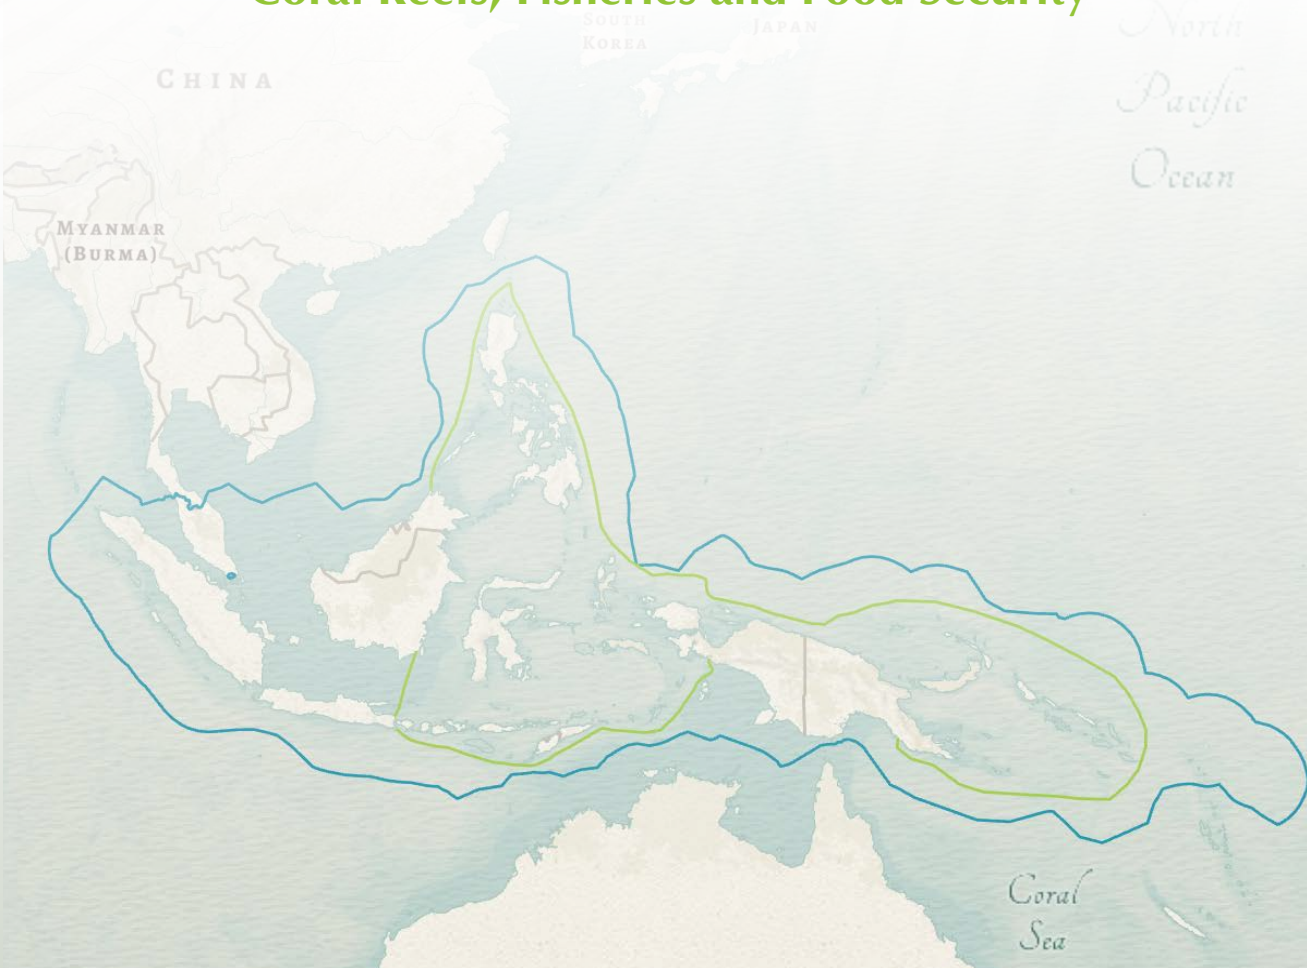 Coral Reefs, Fisheries and Food Security
SOUTH
KOREA
JAPAN
North
Pacific
Ocean
CHINA
MYANMAR
(BURMA)
Coral
Sea